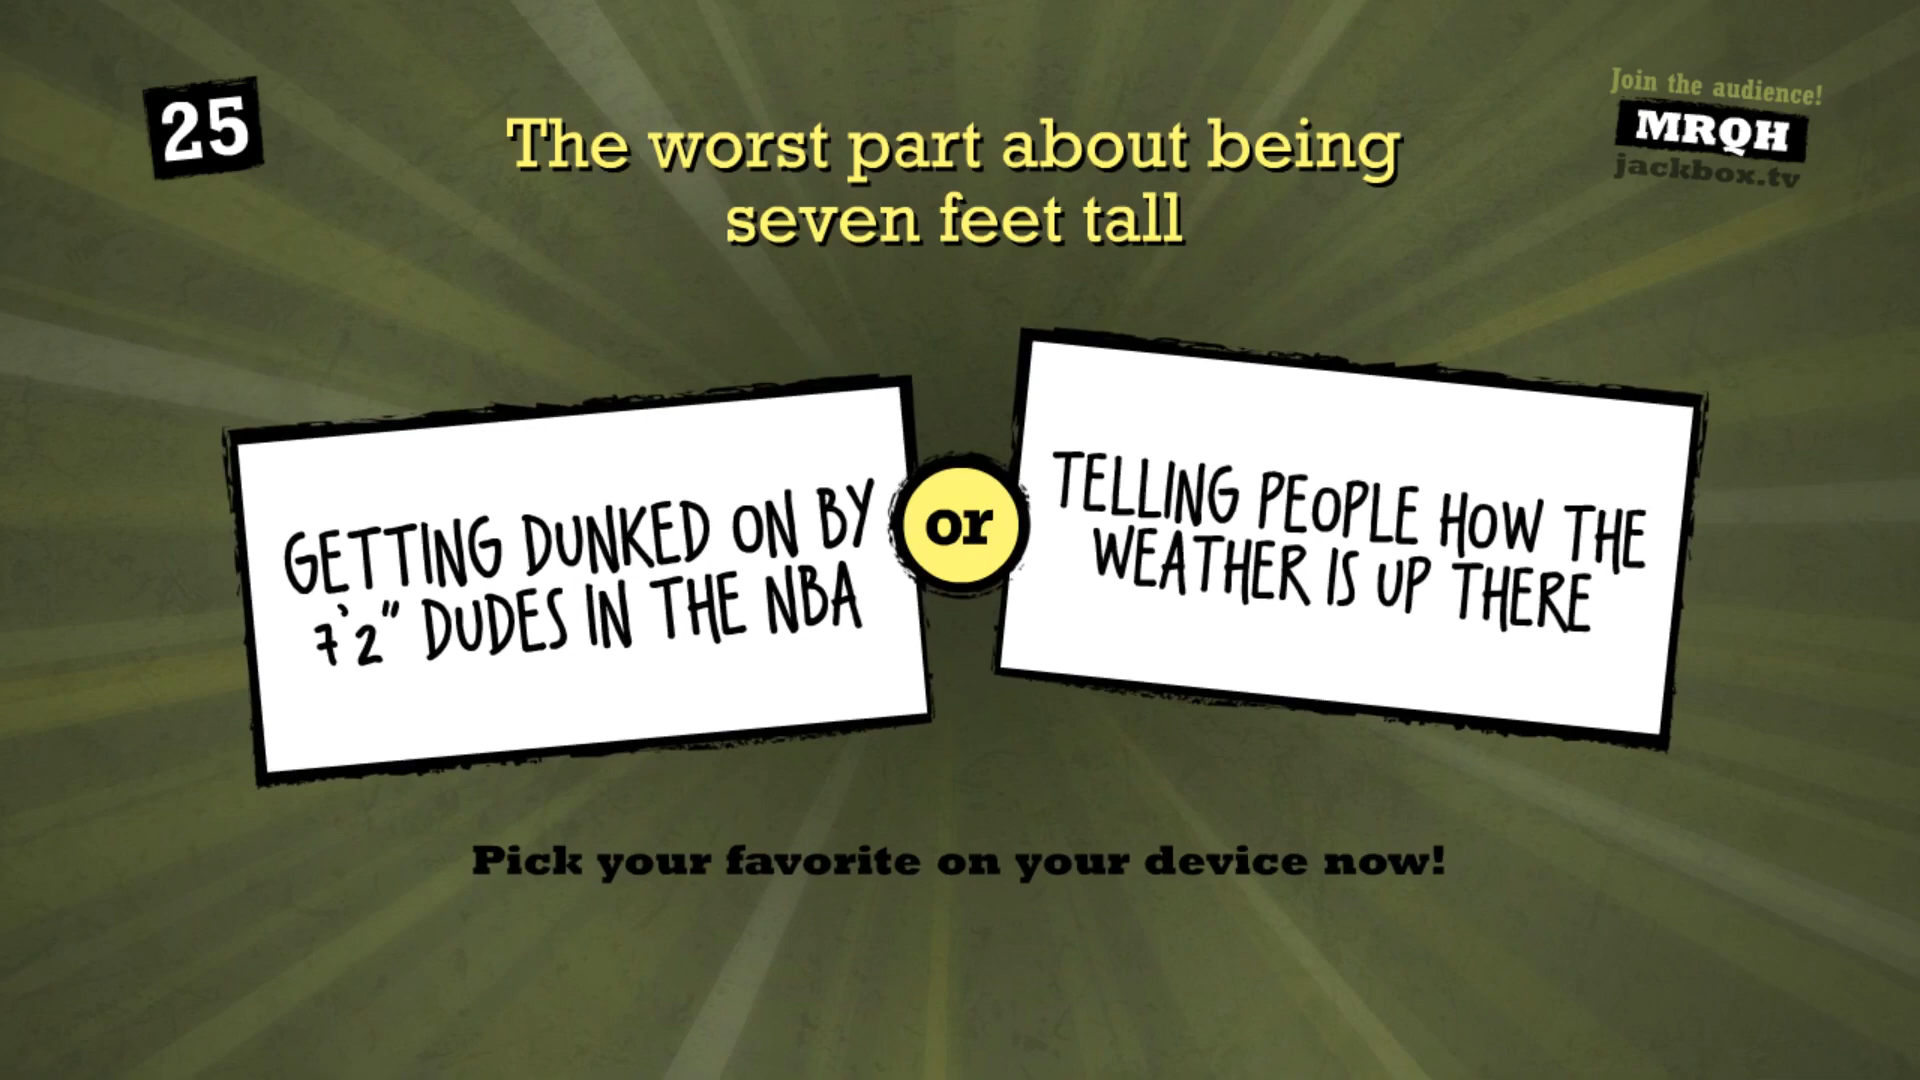 25
The worst part about being
seven feet tall
Join the audience!
MRQH
jackbox.tv
GETTING DUNKED ON BY
7`2" DUDES IN THE NBA
or
TELLING PEOPLE HOW THE
WEATHER IS UP THERE
Pick your favorite on your device now!